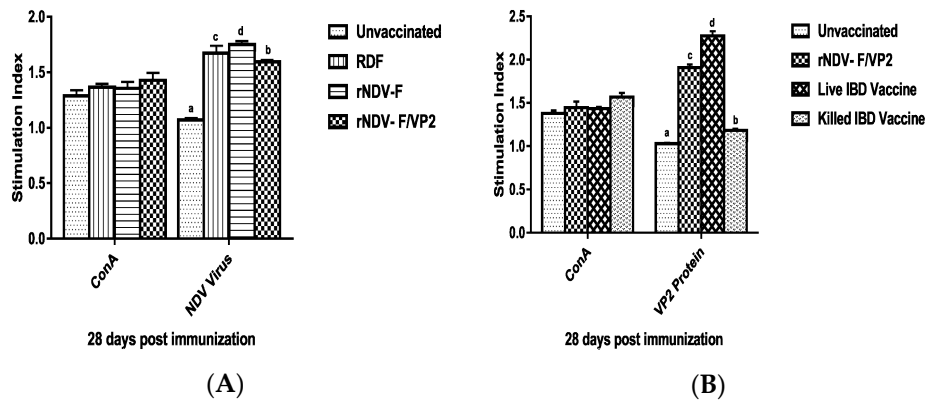 Stimulation Index
2.0
1.5
1.0
0.5
0.0
a
c
d
b
ConA
NDV Virus
28 days post immunization
Unvaccinated
RDF
rNDV-F
rNDV- F/VP2
(A)
Stimulation Index
2.5
2.0
1.5
1.0
0.5
0.0
a
c
d
b
ConA
VP2 Protein
28 days post immunization
Unvaccinated
rNDV- F/VP2
Live IBD Vaccine
Killed IBD Vaccine
(B)